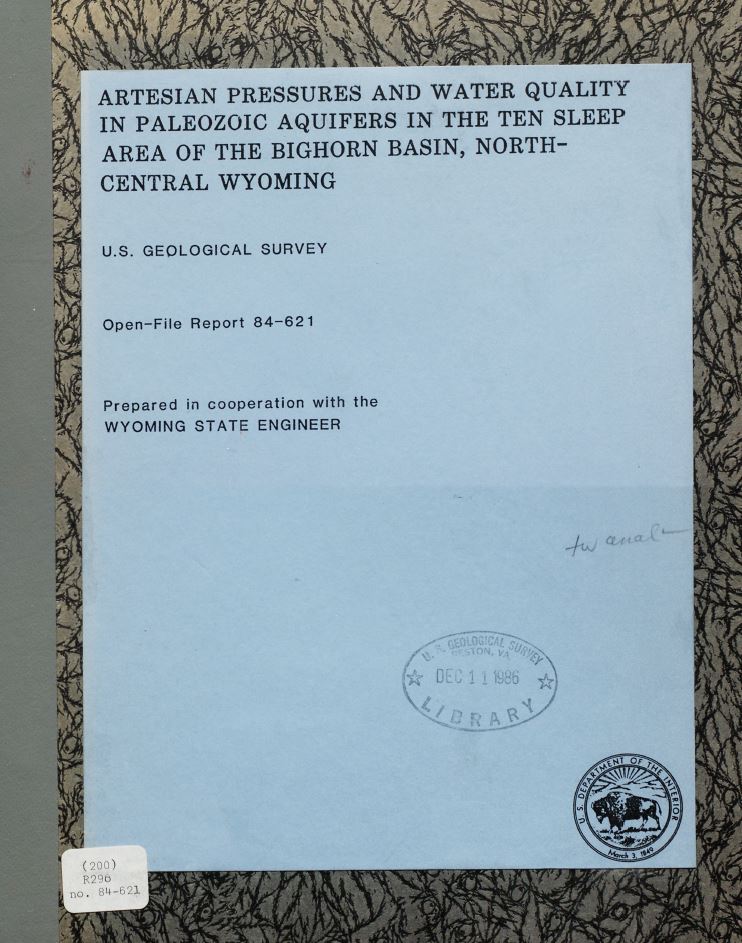 ARTESIAN PRESSURES AND WATER QUALITY
IN PALEOZOIC AQUIFERS IN THE TEN SLEEP
AREA OF THE BIGHORN BASIN, NORTH-
CENTRAL WYOMING
U.S. GEOLOGICAL SURVEY
Open-File Report 84-621
Prepared in cooperation with the
WYOMING STATE ENGINEER
U. S. GEOLOGICAL SURVEY
RESTON, VA
DEC 11 1986
LIBRARY
U. S. DEPARTMENT OF THE INTERIOR
March 3, 1849
(200)
R290
no. 84-621